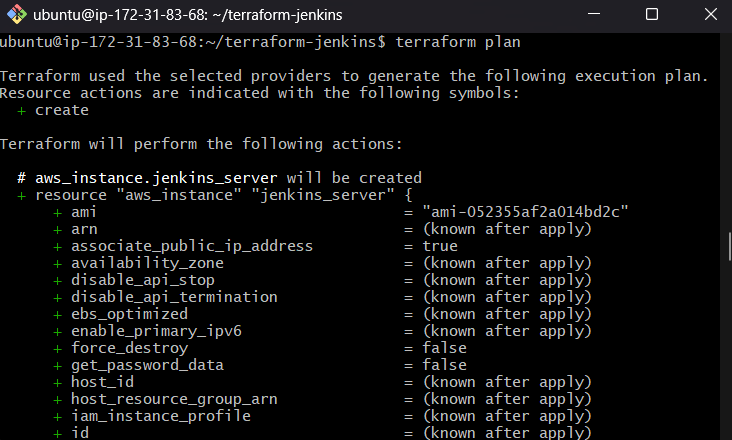 ubuntu@ip-172-31-83-68: ~/terraform-jenkins
ubuntu@ip-172-31-83-68:~/terraform-jenkins$ terraform plan
Terraform used the selected providers to generate the following execution plan.
Resource actions are indicated with the following symbols:
+ create
Terraform will perform the following actions:
# aws_instance.jenkins_server will be created
+ resource "aws_instance" "jenkins_server" {
+ ami = "ami-052355af2a014bd2c"
+ arn = (known after apply)
+ associate_public_ip_address = true
+ availability_zone = (known after apply)
+ disable_api_stop = (known after apply)
+ disable_api_termination = (known after apply)
+ ebs_optimized = (known after apply)
+ enable_primary_ipv6 = (known after apply)
+ force_destroy = false
+ get_password_data = false
+ host_id = (known after apply)
+ host_resource_group_arn = (known after apply)
+ iam_instance_profile = (known after apply)
+ id = (known after apply)